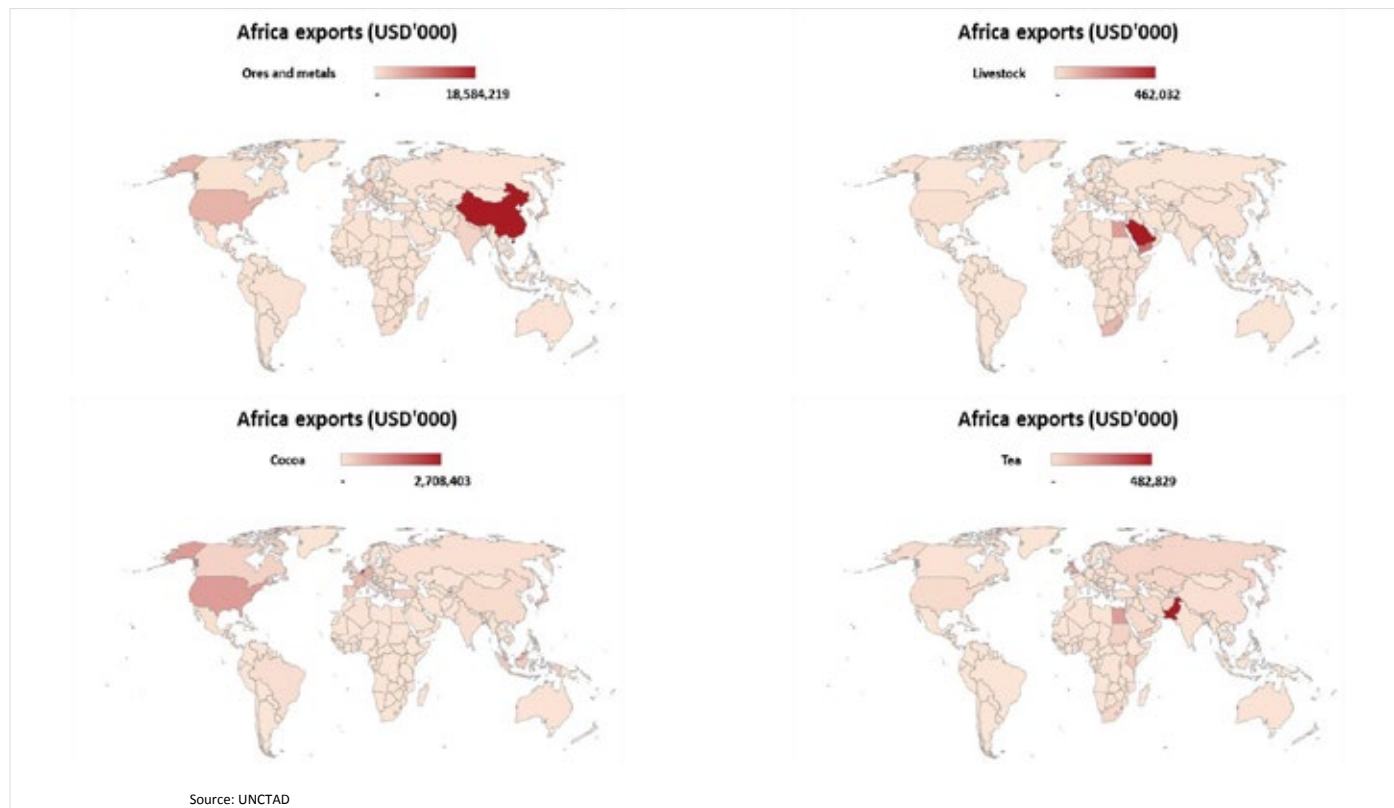 Africa exports (USD'000)
Ores and metals
- 18,584,219
Africa exports (USD'000)
Livestock
- 462,032
Africa exports (USD'000)
Cocoa
- 2,708,403
Africa exports (USD'000)
Tea
- 482,829
Source: UNCTAD